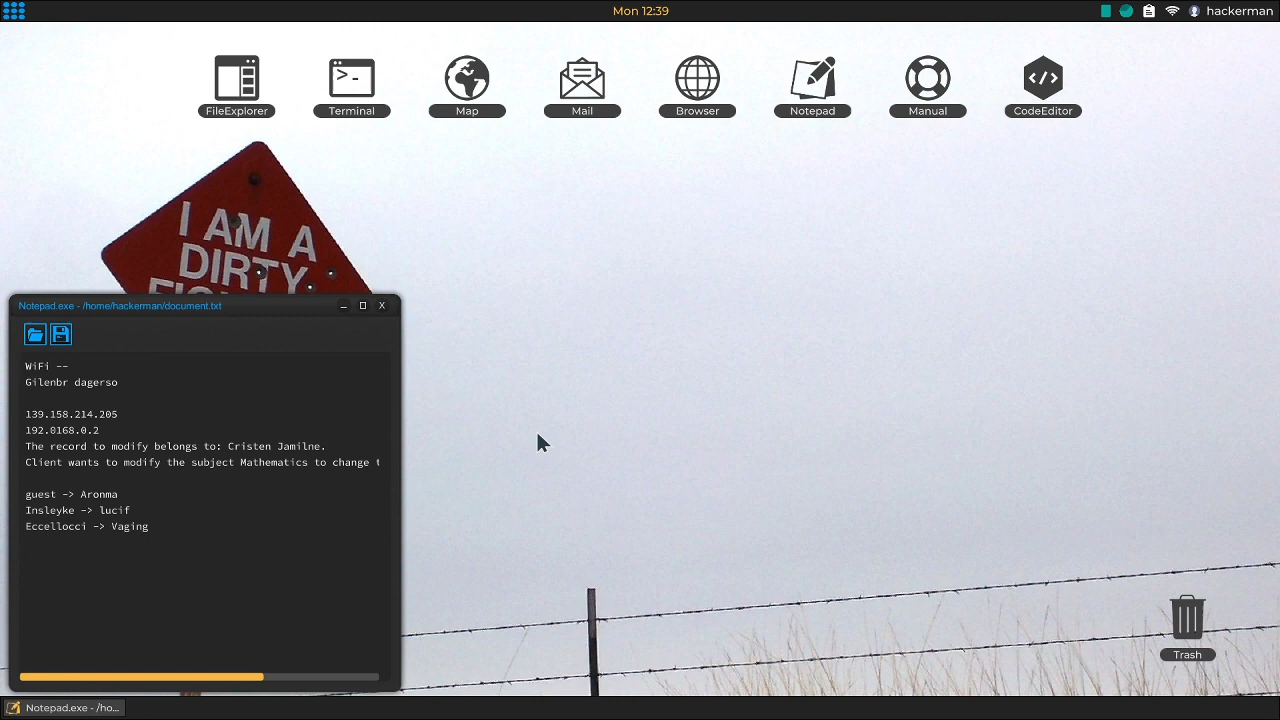 Mon 12:39
hackerman
FileExplorer
Terminal
Map
Mail
Browser
Notepad
Manual
CodeEditor
I AM A
DIRTY
Notepad.exe - /home/hackerman/document.txt
WiFi --
Gilenbr dagerso
139.158.214.205
192.0168.0.2
The record to modify belongs to: Cristen Jamilne.
Client wants to modify the subject Mathematics to change t
guest -> Aronma
Insleyke -> lucif
Eccellocci -> Vaging
Trash
Notepad.exe - /ho...